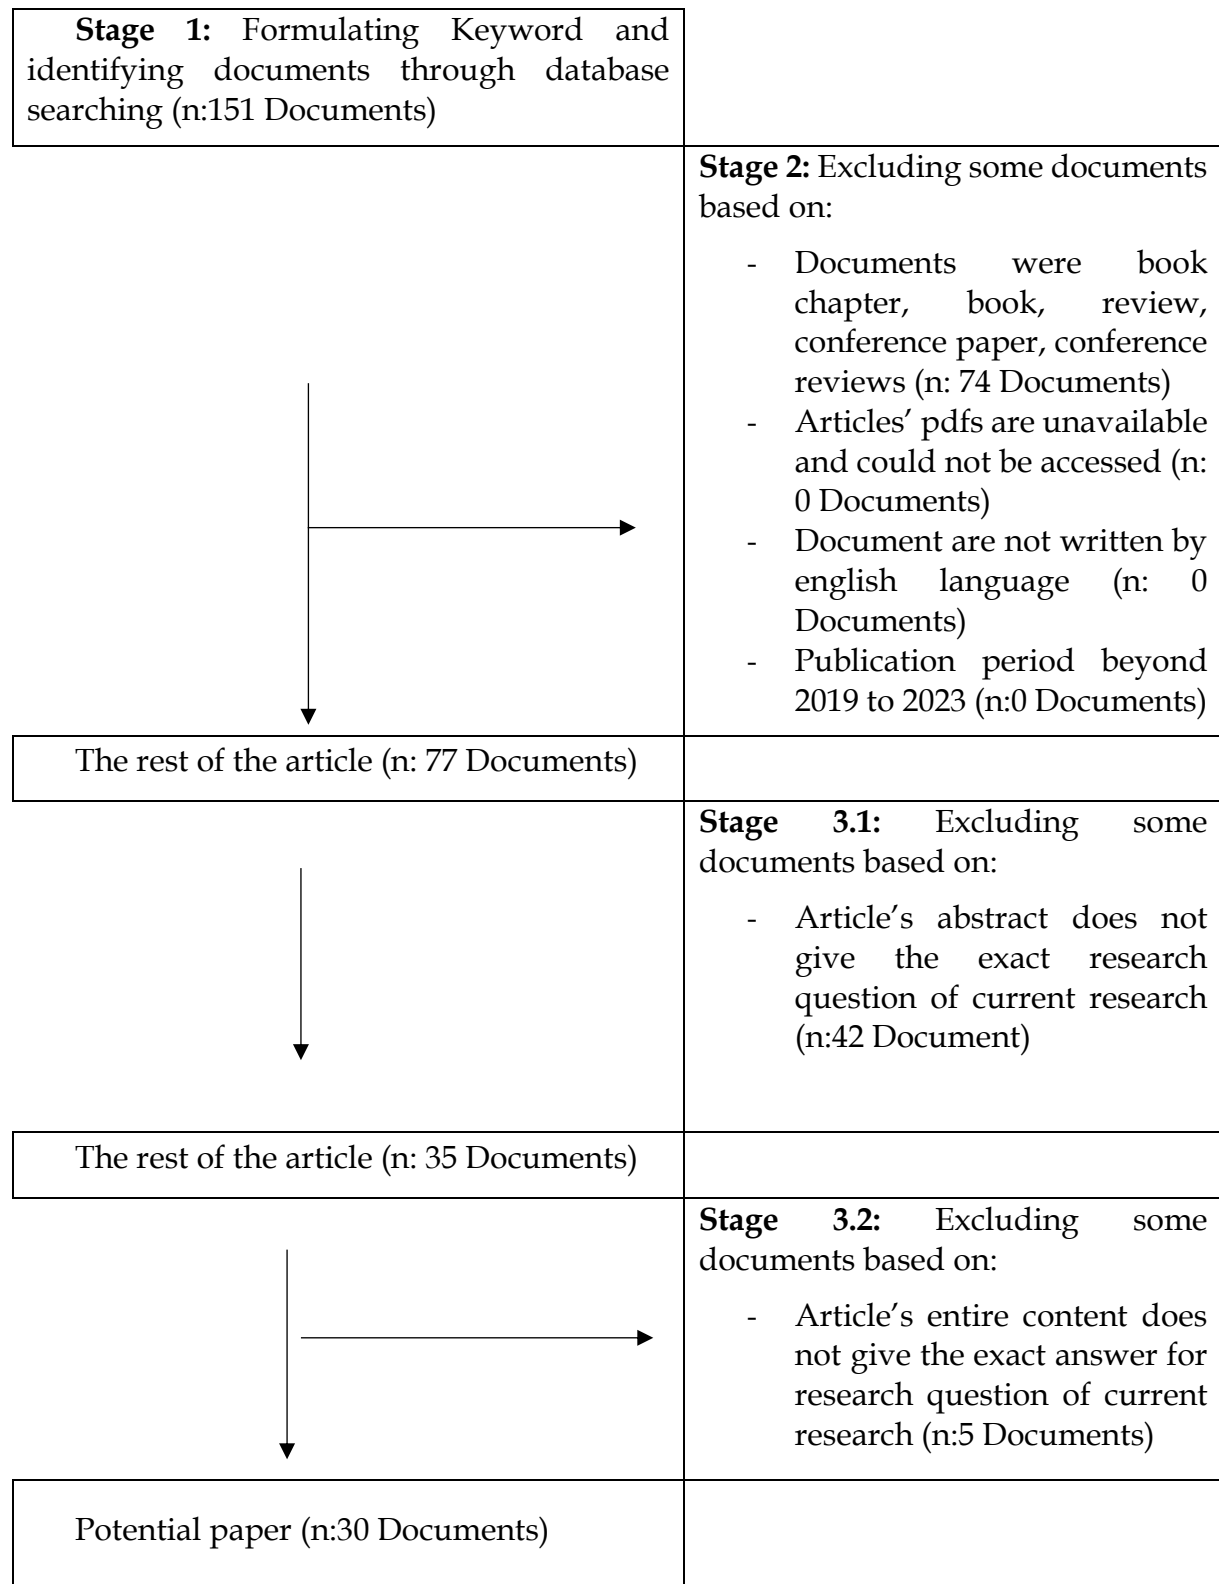 Stage 1: Formulating Keyword and
identifying documents through database
searching (n:151 Documents)
Stage 2: Excluding some documents
based on:
- Documents were book
chapter, book, review,
conference paper, conference
reviews (n: 74 Documents)
- Articles’ pdfs are unavailable
and could not be accessed (n:
0 Documents)
- Document are not written by
english language (n: 0
Documents)
- Publication period beyond
2019 to 2023 (n:0 Documents)
The rest of the article (n: 77 Documents)
Stage 3.1: Excluding some
documents based on:
- Article’s abstract does not
give the exact research
question of current research
(n:42 Document)
The rest of the article (n: 35 Documents)
Stage 3.2: Excluding some
documents based on:
- Article’s entire content does
not give the exact answer for
research question of current
research (n:5 Documents)
Potential paper (n:30 Documents)